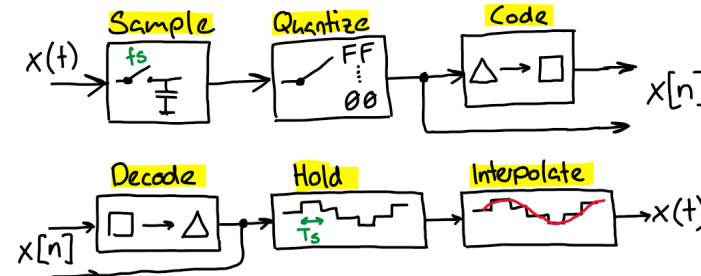 Sample Quantize Code
x(t) fs FF
00
x[n]
Decode Hold Interpolate
Ts
x[n] x(t)